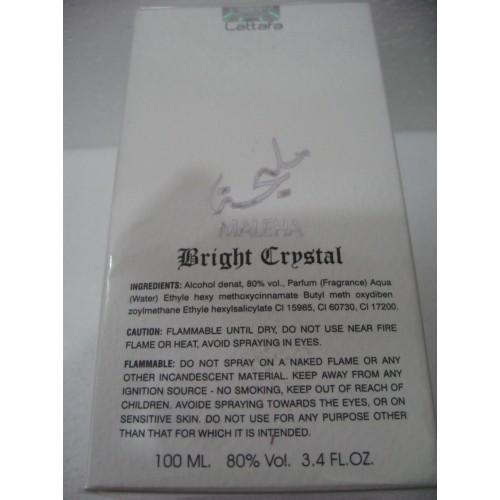 Lattafa
مليحة
MALEHA
Bright Crystal
INGREDIENTS: Alcohol denat, 80% vol., Parfum (Fragrance) Aqua
(Water) Ethyle hexy methoxycinnamate Butyl meth oxydiben
zoylmethane Ethyle hexylsalicylate CI 15985, CI 60730, CI 17200.
CAUTION: FLAMMABLE UNTIL DRY, DO NOT USE NEAR FIRE
FLAME OR HEAT, AVOID SPRAYING IN EYES.
FLAMMABLE: DO NOT SPRAY ON A NAKED FLAME OR ANY
OTHER INCANDESCENT MATERIAL. KEEP AWAY FROM ANY
IGNITION SOURCE - NO SMOKING, KEEP OUT OF REACH OF
CHILDREN. AVOIDE SPRAYING TOWARDS THE EYES, OR ON
SENSITIVE SKIN. DO NOT USE FOR ANY PURPOSE OTHER
THAN THAT FOR WHICH IT IS INTENDED.
100 ML. 80% Vol. 3.4 FL.OZ.